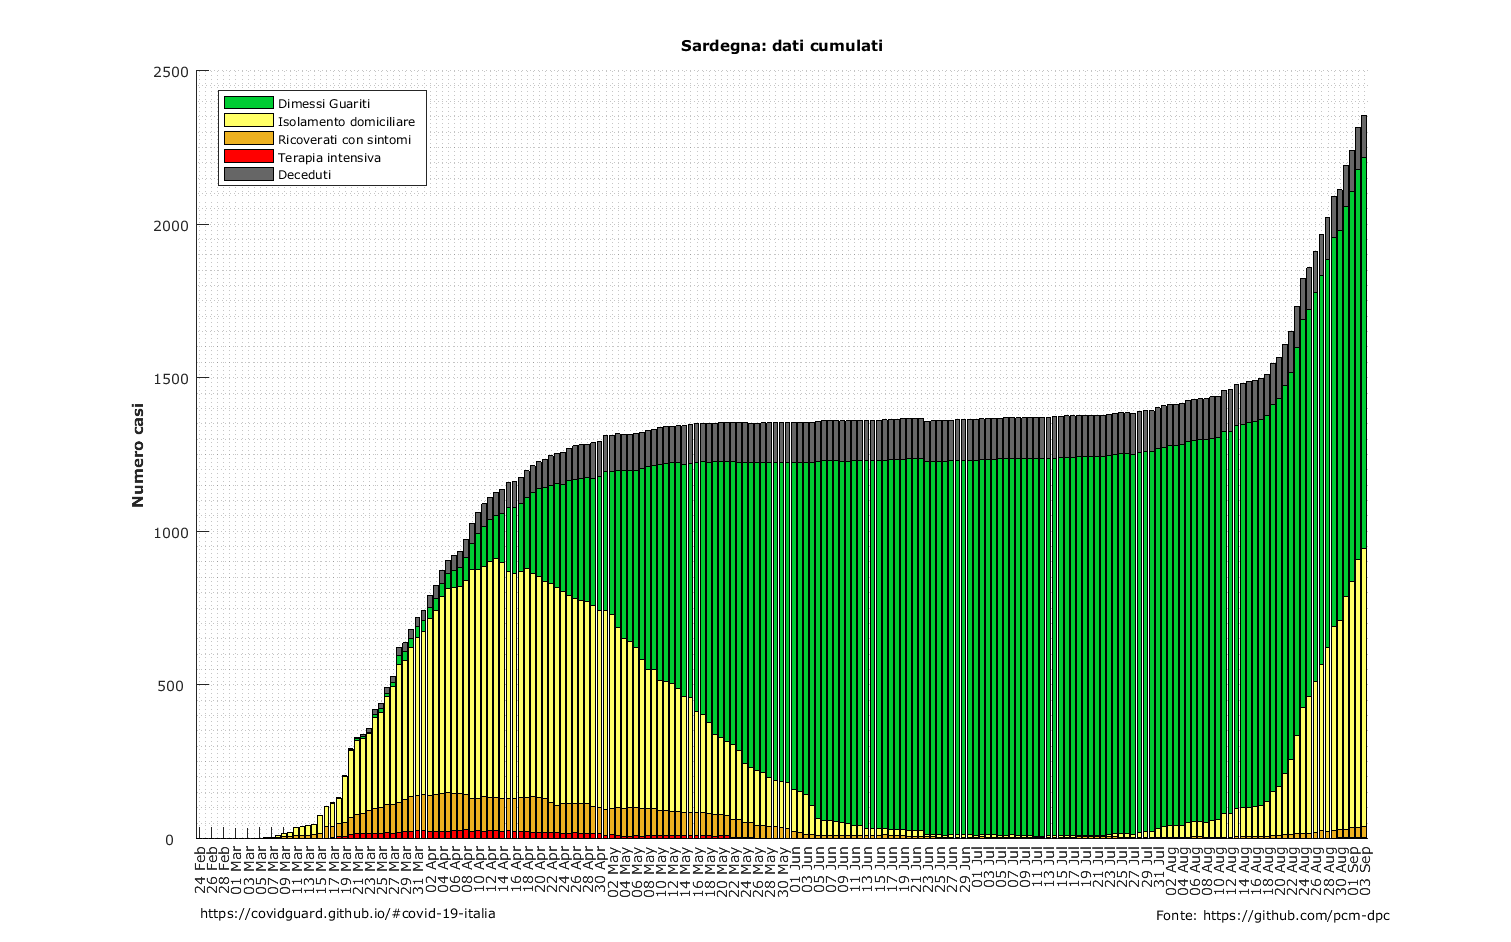 Sardegna: dati cumulati
2500
2000
1500
1000
500
0
Numero casi
Dimessi Guariti
Isolamento domiciliare
Ricoverati con sintomi
Terapia intensiva
Deceduti
24 Feb
26 Feb
28 Feb
01 Mar
03 Mar
05 Mar
07 Mar
09 Mar
11 Mar
13 Mar
15 Mar
17 Mar
19 Mar
21 Mar
23 Mar
25 Mar
27 Mar
29 Mar
31 Mar
02 Apr
04 Apr
06 Apr
08 Apr
10 Apr
12 Apr
14 Apr
16 Apr
18 Apr
20 Apr
22 Apr
24 Apr
26 Apr
28 Apr
30 Apr
02 May
04 May
06 May
08 May
10 May
12 May
14 May
16 May
18 May
20 May
22 May
24 May
26 May
28 May
30 May
01 Jun
03 Jun
05 Jun
07 Jun
09 Jun
11 Jun
13 Jun
15 Jun
17 Jun
19 Jun
21 Jun
23 Jun
25 Jun
27 Jun
29 Jun
01 Jul
03 Jul
05 Jul
07 Jul
09 Jul
11 Jul
13 Jul
15 Jul
17 Jul
19 Jul
21 Jul
23 Jul
25 Jul
27 Jul
29 Jul
31 Jul
02 Aug
04 Aug
06 Aug
08 Aug
10 Aug
12 Aug
14 Aug
16 Aug
18 Aug
20 Aug
22 Aug
24 Aug
26 Aug
28 Aug
30 Aug
01 Sep
03 Sep
https://covidguard.github.io/#covid-19-italia
Fonte: https://github.com/pcm-dpc